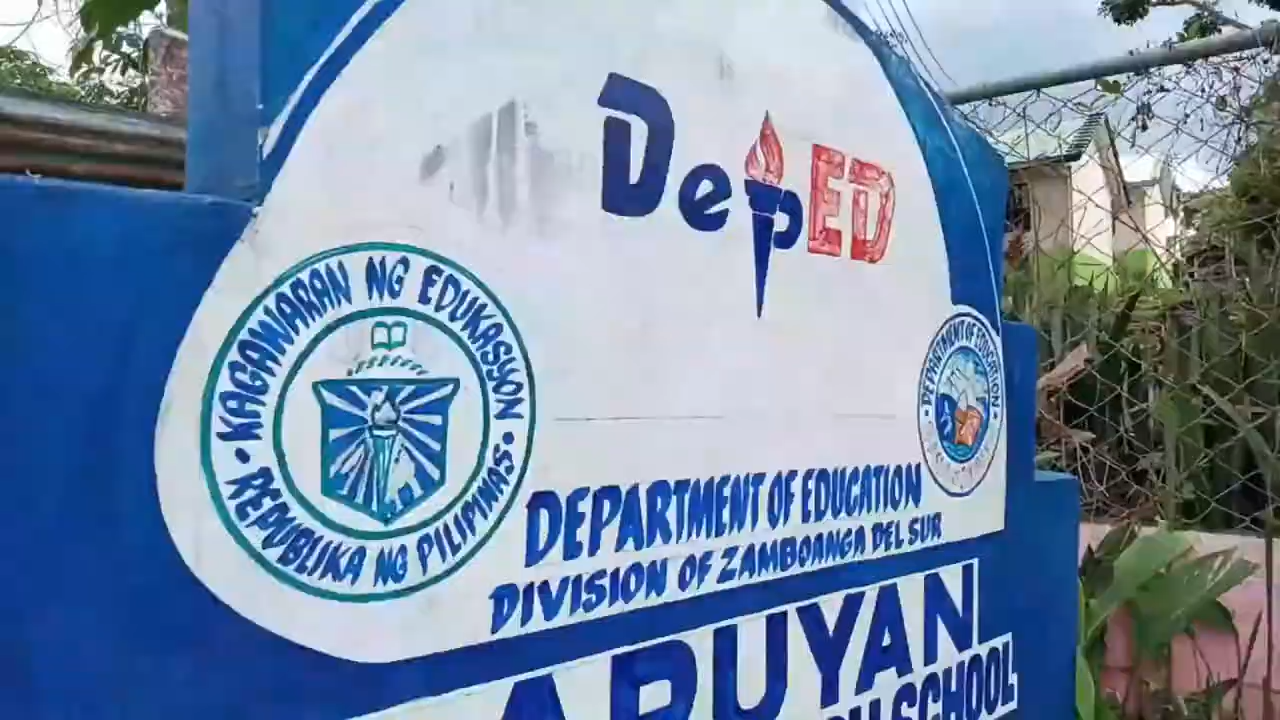 DepED
KAGAWARAN NG EDUKASYON
REPUBLIKA NG PILIPINAS
DEPARTMENT OF EDUCATION
DEPARTMENT OF EDUCATION
DIVISION OF ZAMBOANGA DEL SUR
SCHOOL